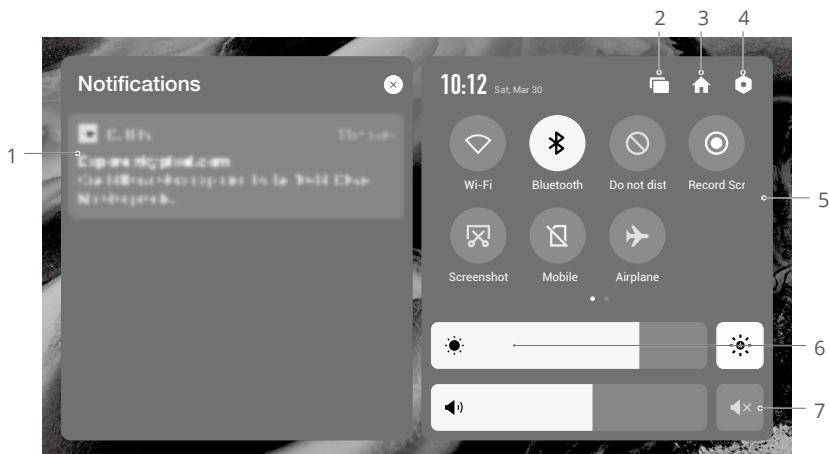 2 3 4
Notifications
10:12 Sat, Mar 30
1
Wi-Fi Bluetooth Do not dist Record Scr
5
Screenshot Mobile Airplane
6
7